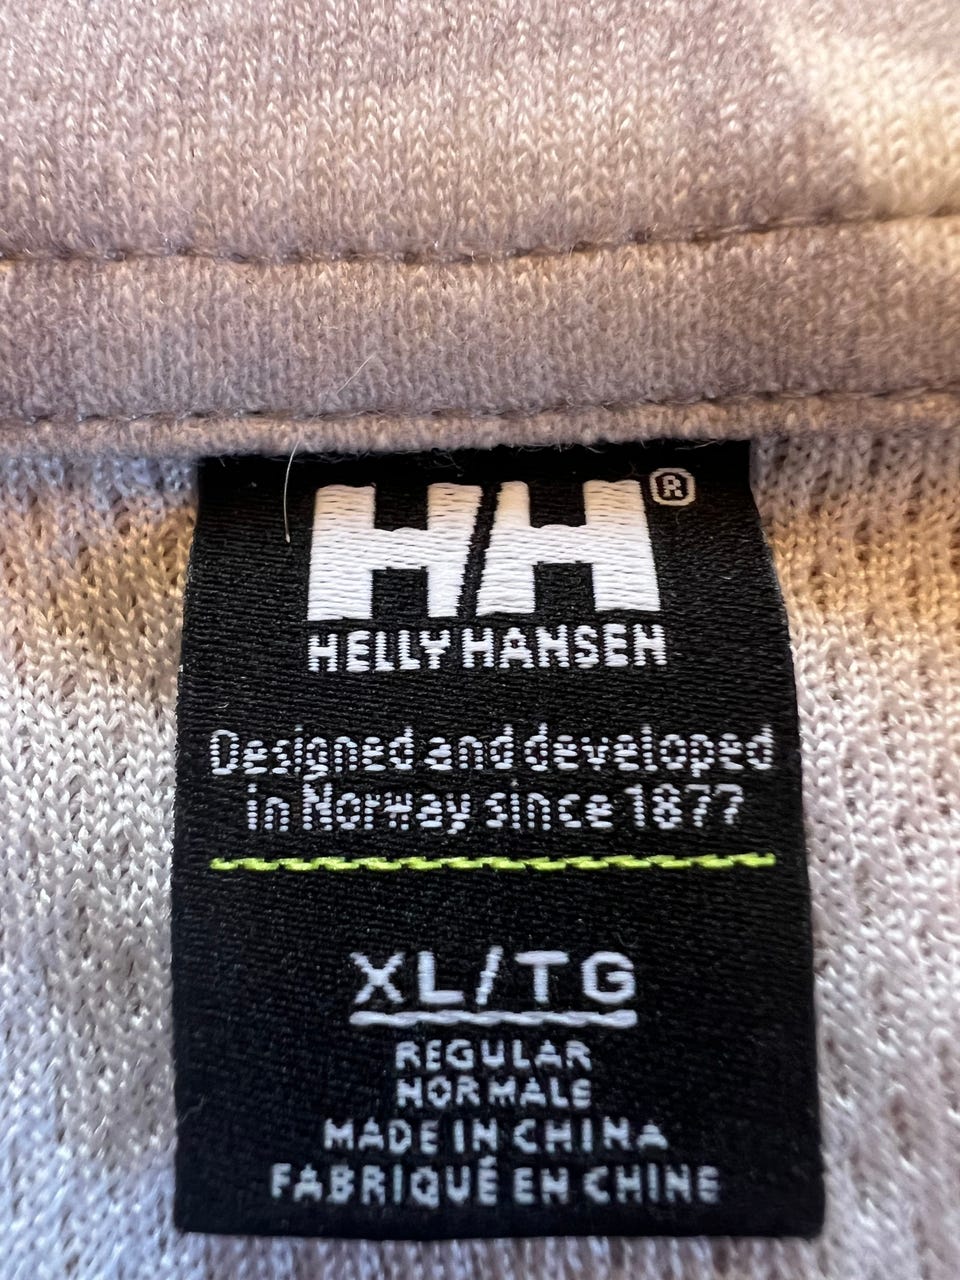 HH®
HELLY HANSEN
Designed and developed
in Norway since 1877
XL/TG
REGULAR
NORMALE
MADE IN CHINA
FABRIQUÉ EN CHINE